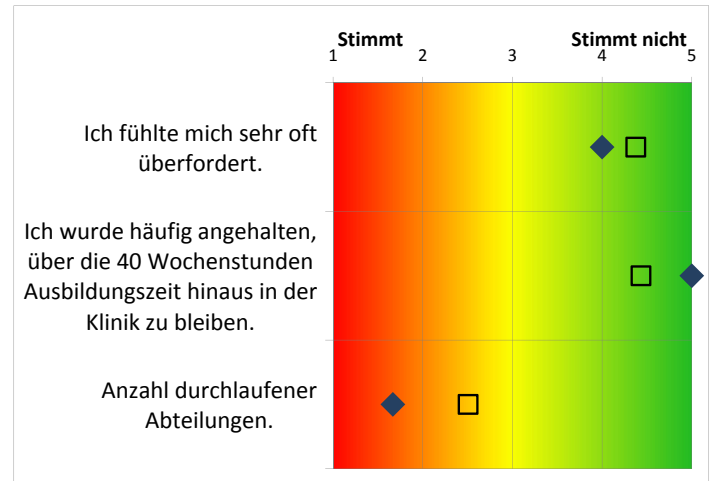 Stimmt Stimmt nicht
1 2 3 4 5
Ich fühlte mich sehr oft
überfordert.
Ich wurde häufig angehalten,
über die 40 Wochenstunden
Ausbildungszeit hinaus in der
Klinik zu bleiben.
Anzahl durchlaufener
Abteilungen.